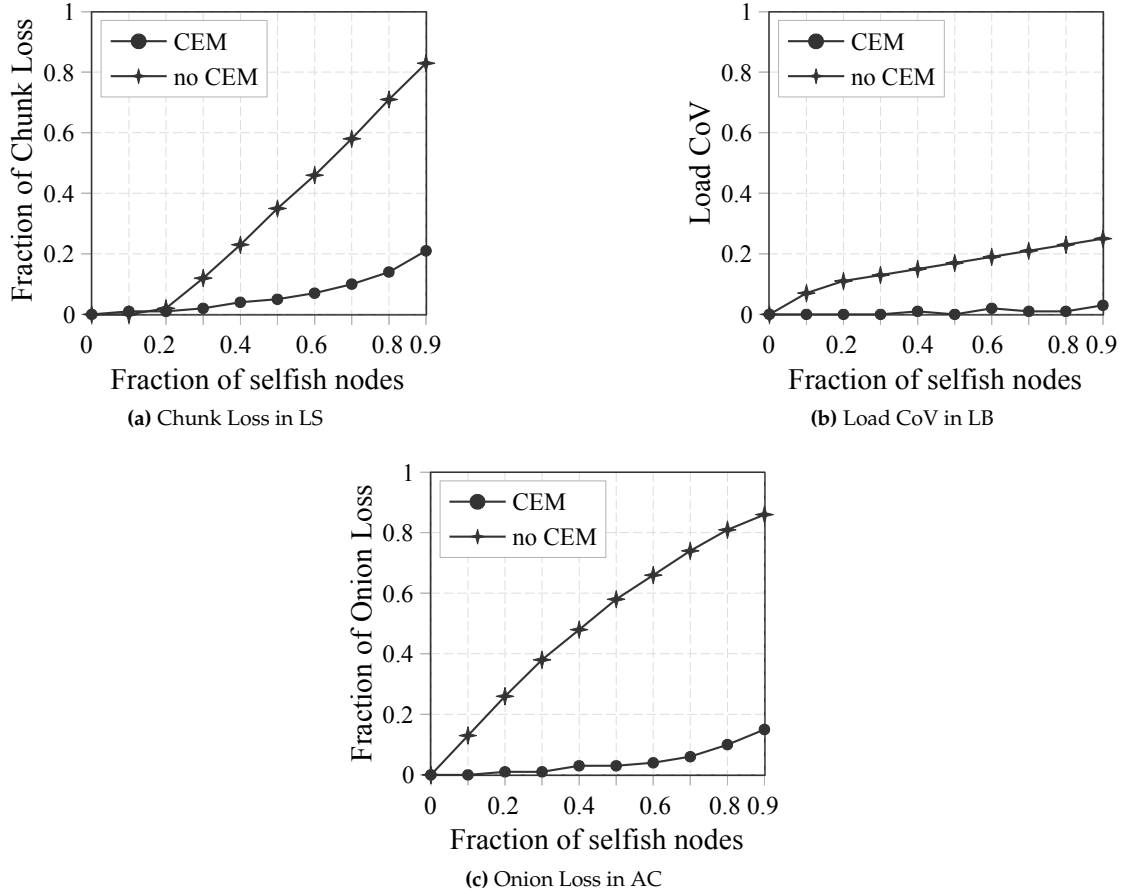 Fraction of Chunk Loss
1
0.8
0.6
0.4
0.2
0
CEM
no CEM
0 0.2 0.4 0.6 0.8 0.9
Fraction of selfish nodes
(a) Chunk Loss in LS
Load CoV
1
0.8
0.6
0.4
0.2
0
CEM
no CEM
0 0.2 0.4 0.6 0.8 0.9
Fraction of selfish nodes
(b) Load CoV in LB
Fraction of Onion Loss
1
0.8
0.6
0.4
0.2
0
CEM
no CEM
0 0.2 0.4 0.6 0.8 0.9
Fraction of selfish nodes
(c) Onion Loss in AC